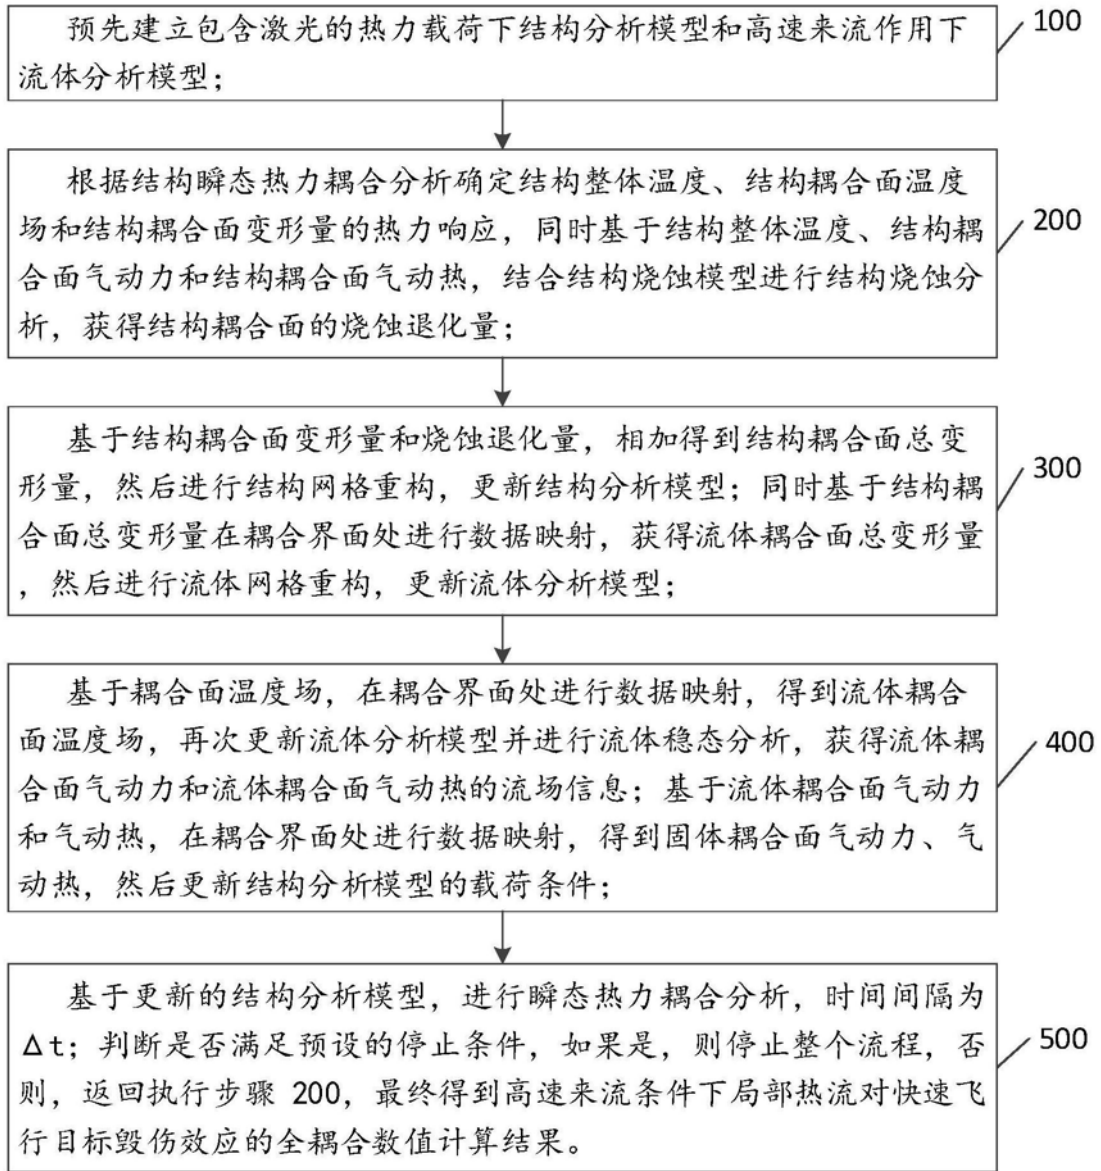 预先建立包含激光的热力载荷下结构分析模型和高速来流作用下
流体分析模型；
100
根据结构瞬态热力耦合分析确定结构整体温度、结构耦合面温度
场和结构耦合面变形量的热力响应，同时基于结构整体温度、结构耦
合面气动力和结构耦合面气动热，结合结构烧蚀模型进行结构烧蚀分
析，获得结构耦合面的烧蚀退化量；
200
基于结构耦合面变形量和烧蚀退化量，相加得到结构耦合面总变
形量，然后进行结构网格重构，更新结构分析模型；同时基于结构耦
合面总变形量在耦合界面处进行数据映射，获得流体耦合面总变形量
，然后进行流体网格重构，更新流体分析模型；
300
基于耦合面温度场，在耦合界面处进行数据映射，得到流体耦合
面温度场，再次更新流体分析模型并进行流体稳态分析，获得流体耦
合面气动力和流体耦合面气动热的流场信息；基于流体耦合面气动力
和气动热，在耦合界面处进行数据映射，得到固体耦合面气动力、气
动热，然后更新结构分析模型的载荷条件；
400
基于更新的结构分析模型，进行瞬态热力耦合分析，时间间隔为
Δt；判断是否满足预设的停止条件，如果是，则停止整个流程，否
则，返回执行步骤 200，最终得到高速来流条件下局部热流对快速飞
行目标毁伤效应的全耦合数值计算结果。
500